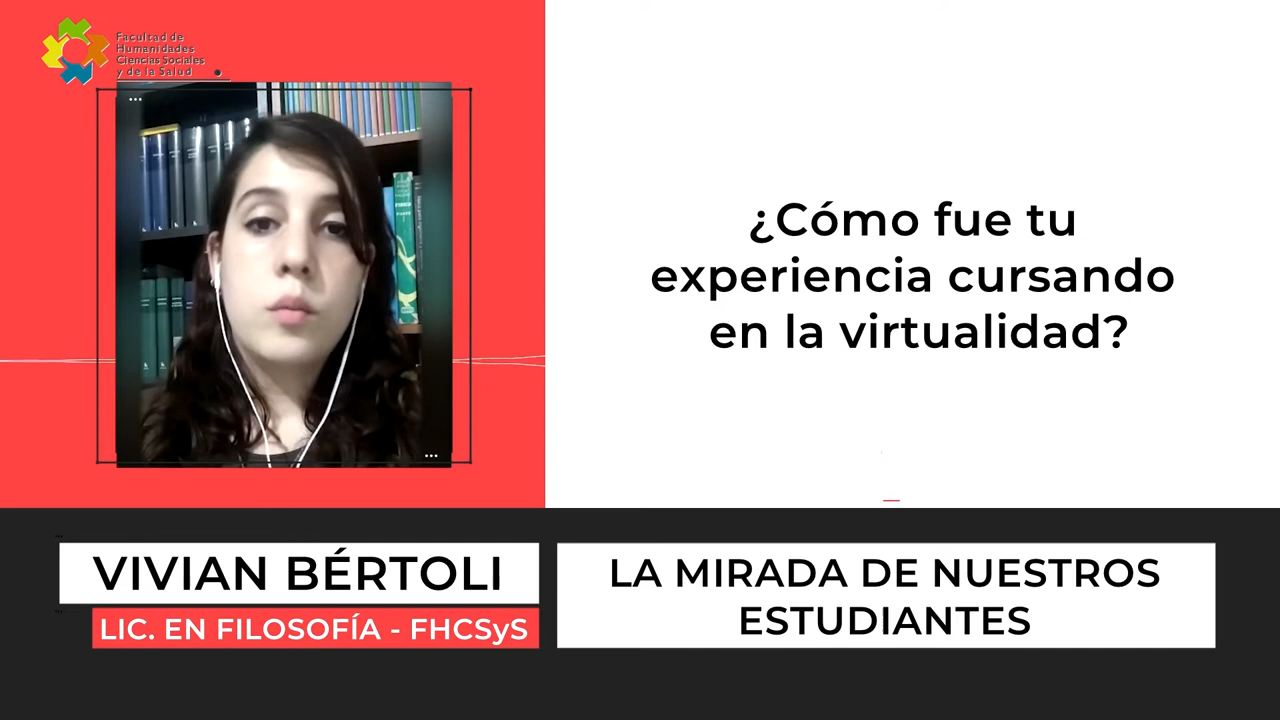 Facultad de
Humanidades
Ciencias Sociales
y de la Salud
¿Cómo fue tu
experiencia cursando
en la virtualidad?
VIVIAN BÉRTOLI
LIC. EN FILOSOFÍA - FHCSyS
LA MIRADA DE NUESTROS
ESTUDIANTES